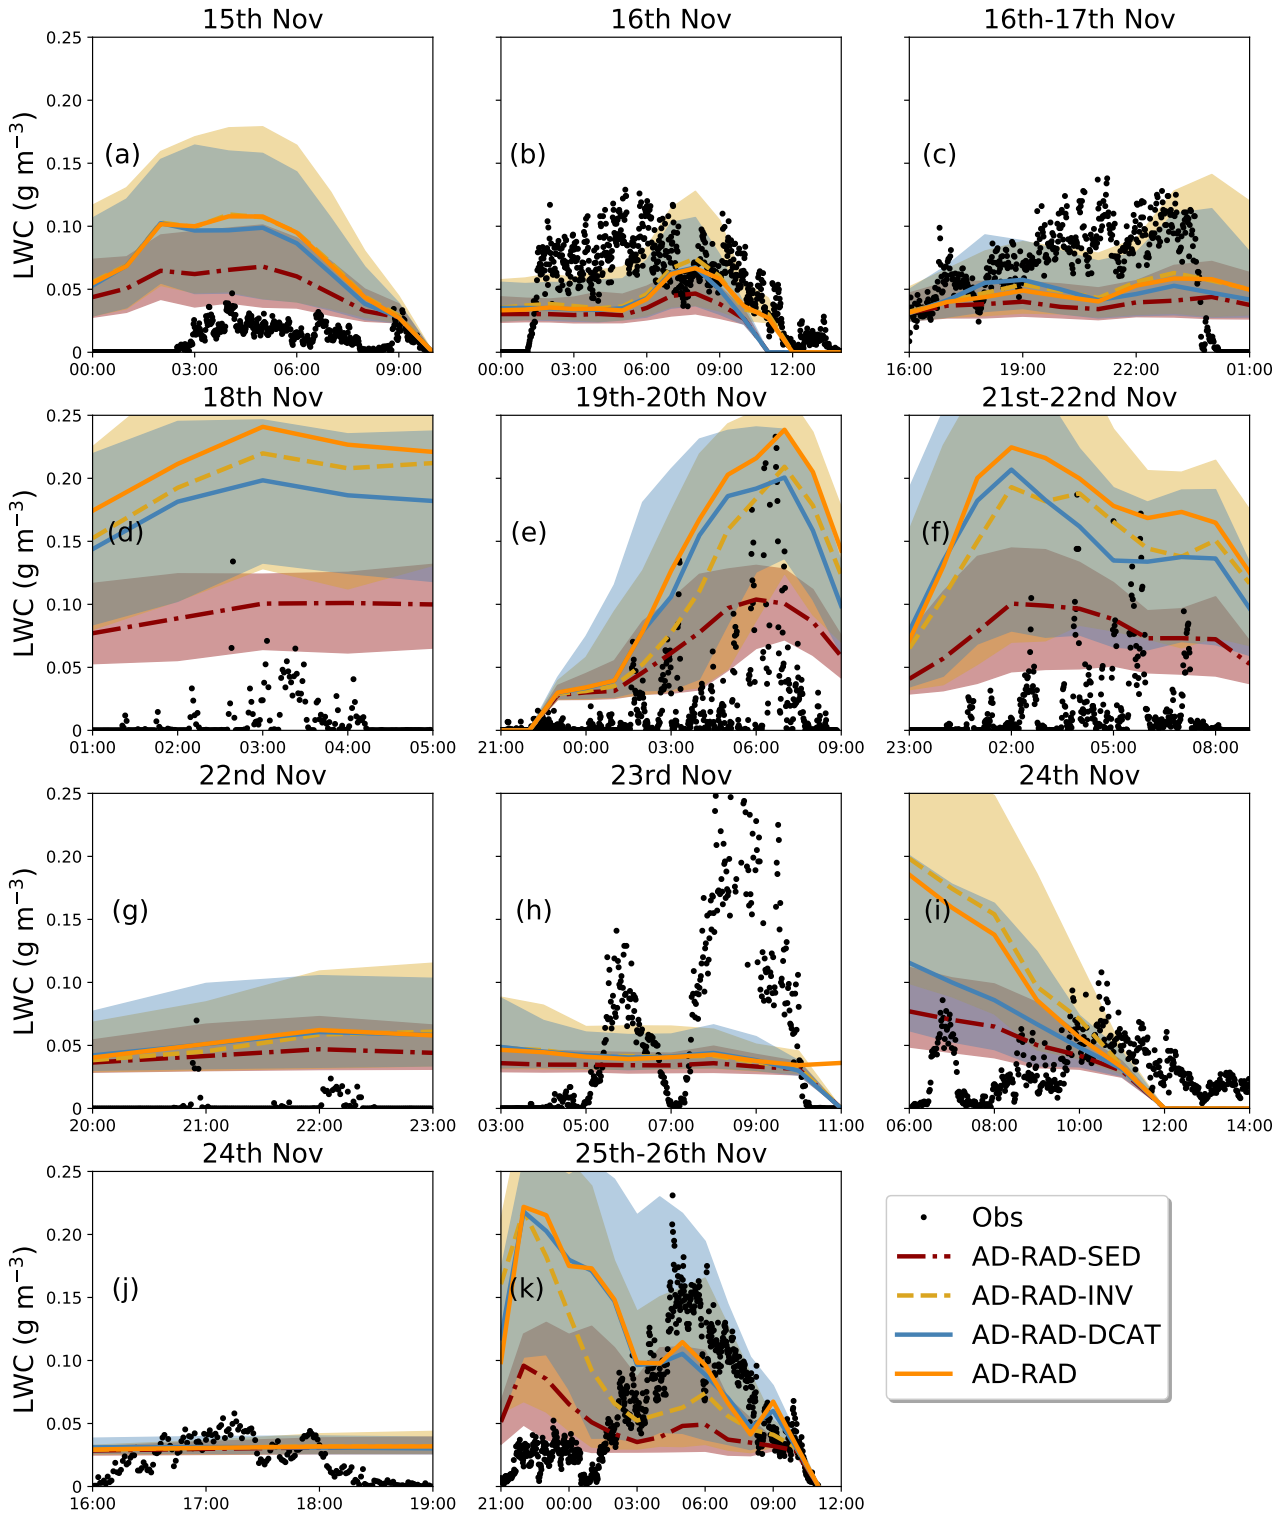 15th Nov 16th Nov 16th-17th Nov
LWC (g m−3)
0.25
0.20
0.15
0.10
0.05
0
(a) (b) (c)
00:00 03:00 06:00 09:00 00:00 03:00 06:00 09:00 12:00 16:00 19:00 22:00 01:00
18th Nov 19th-20th Nov 21st-22nd Nov
LWC (g m−3)
0.25
0.20
0.15
0.10
0.05
0
(d) (e) (f)
01:00 02:00 03:00 04:00 05:00 21:00 00:00 03:00 06:00 09:00 23:00 02:00 05:00 08:00
22nd Nov 23rd Nov 24th Nov
LWC (g m−3)
0.25
0.20
0.15
0.10
0.05
0
(g) (h) (i)
20:00 21:00 22:00 23:00 03:00 05:00 07:00 09:00 11:00 06:00 08:00 10:00 12:00 14:00
24th Nov 25th-26th Nov
LWC (g m−3)
0.25
0.20
0.15
0.10
0.05
0
(j) (k)
16:00 17:00 18:00 19:00 21:00 00:00 03:00 06:00 09:00 12:00
Obs
AD-RAD-SED
AD-RAD-INV
AD-RAD-DCAT
AD-RAD